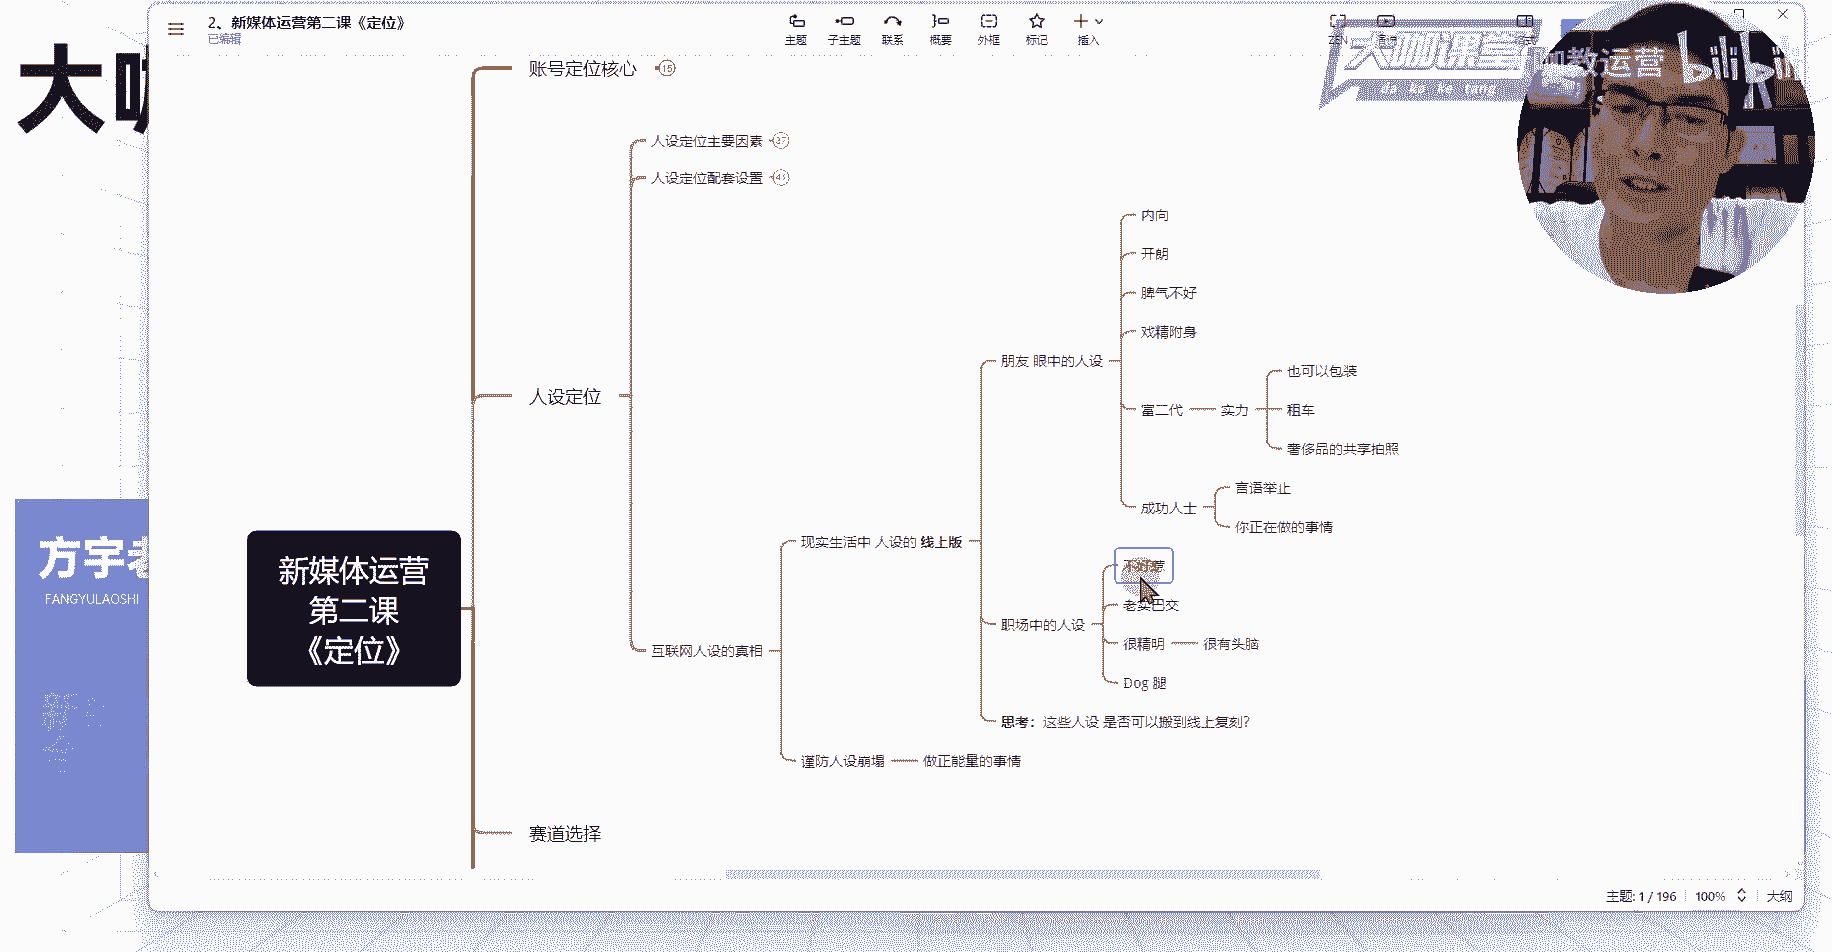 2、新媒体运营第二课《定位》
已编辑
主题
子主题
联系
概要
外框
标记
插入
ZEN
大咖课堂
da ka ke tang
咖教运营
bilibili
大咖
账号定位核心
15
人设定位主要因素
37
人设定位配套设置
内向
开朗
脾气不好
戏精附身
朋友 眼中的人设
也可以包装
富二代
实力
租车
奢侈品的共享拍照
人设定位
言语举止
成功人士
你正在做的事情
现实生活中 人设的 线上版
老实巴交
职场中的人设
很精明
很有头脑
互联网人设的真相
Dog 腿
思考：这些人设 是否可以搬到线上复刻？
谨防人设崩塌
做正能量的事情
新媒体运营
第二课
《定位》
赛道选择
方宇老
FANGYULAOSHI
主题: 1 / 196
100%
大纲